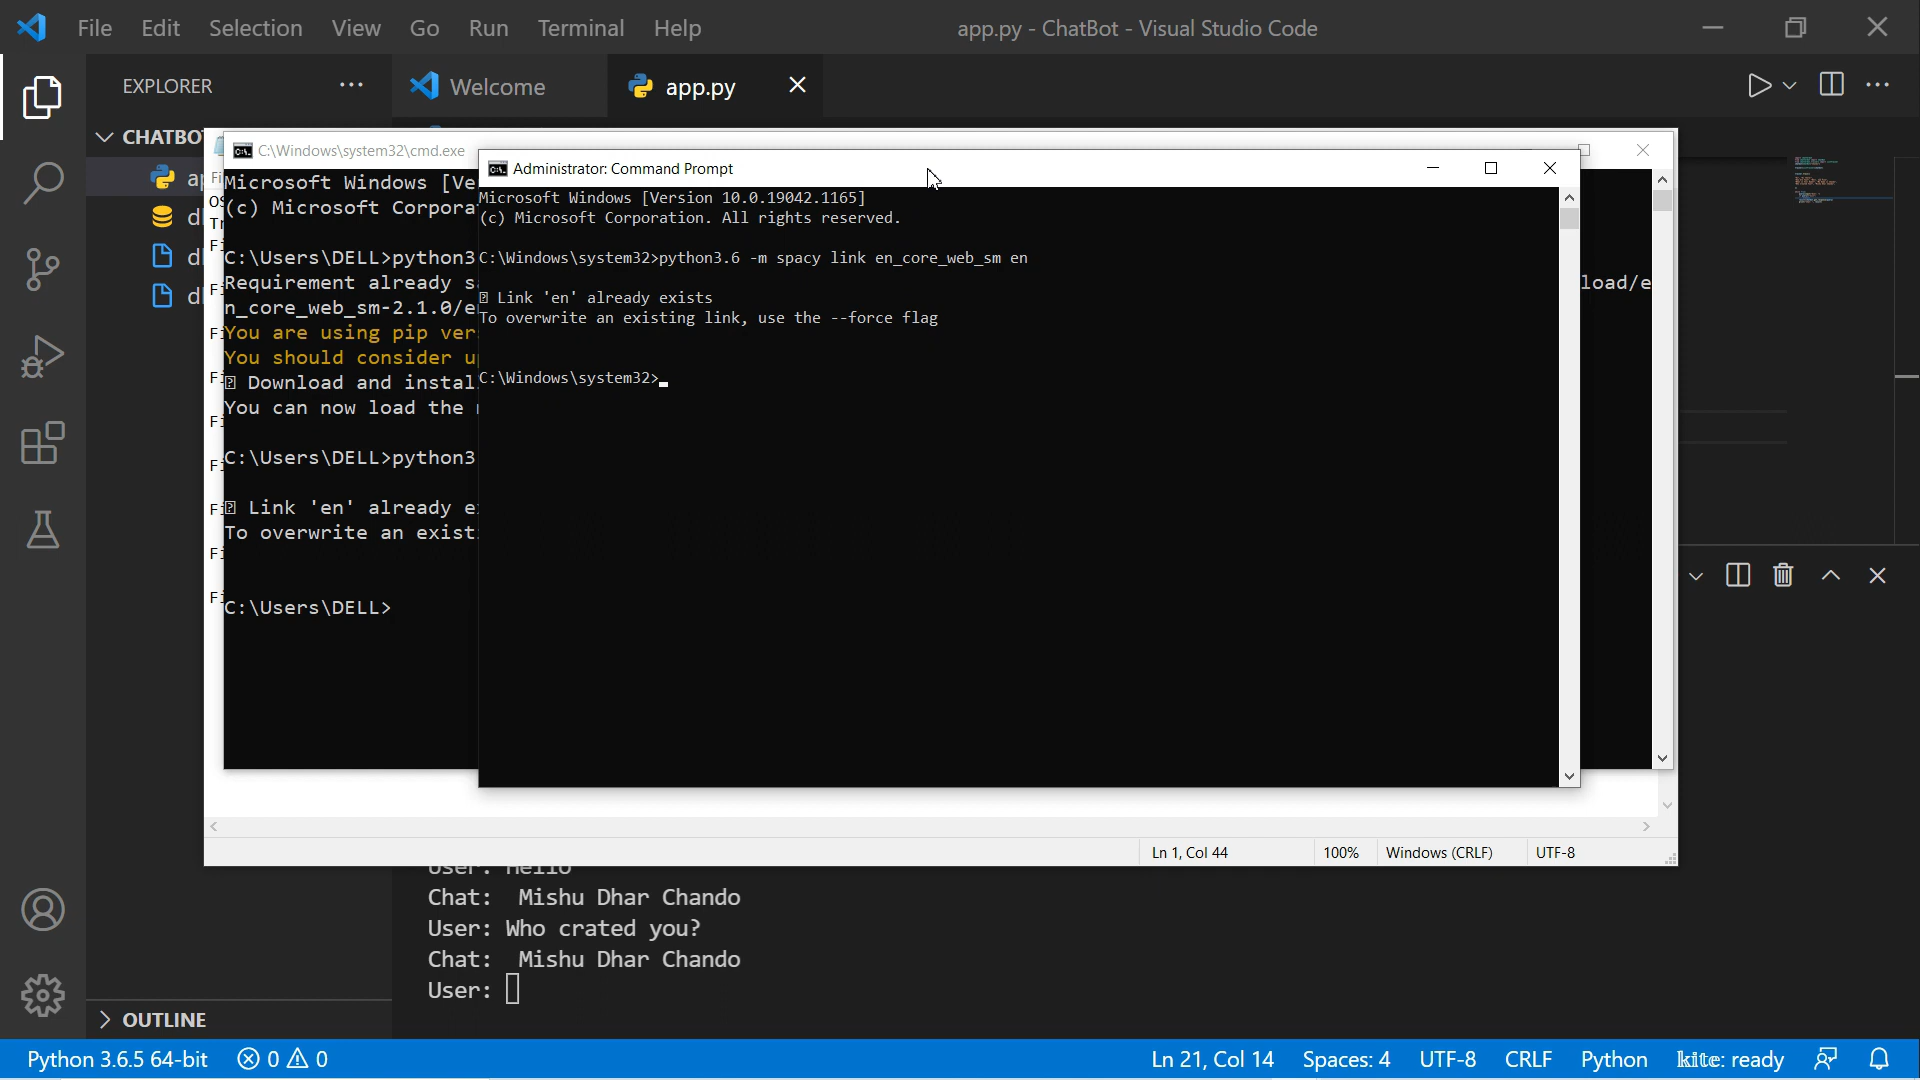 File Edit Selection View Go Run Terminal Help
app.py - ChatBot - Visual Studio Code
EXPLORER
Welcome
app.py
CHATBO
C:\Windows\system32\cmd.exe
Microsoft Windows [Ve
(c) Microsoft Corpora
C:\Users\DELL>python3
Requirement already s
load/e
n_core_web_sm-2.1.0/e
You are using pip ver
You should consider u
Download and instal
You can now load the
C:\Users\DELL>python3
Link 'en' already e
To overwrite an exist
C:\Users\DELL>
Administrator: Command Prompt
Microsoft Windows [Version 10.0.19042.1165]
(c) Microsoft Corporation. All rights reserved.
C:\Windows\system32>python3.6 -m spacy link en_core_web_sm en
Link 'en' already exists
To overwrite an existing link, use the --force flag
C:\Windows\system32>
Ln 1, Col 44 100% Windows (CRLF) UTF-8
User: Hello
Chat: Mishu Dhar Chando
User: Who crated you?
Chat: Mishu Dhar Chando
User:
OUTLINE
Python 3.6.5 64-bit 0 0
Ln 21, Col 14 Spaces: 4 UTF-8 CRLF Python kite: ready